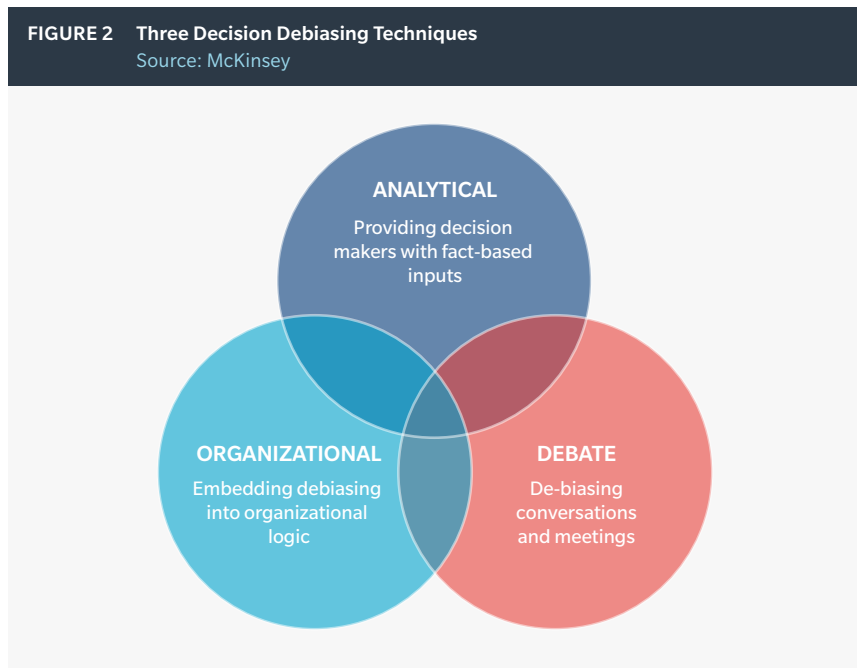 FIGURE 2 Three Decision Debiasing Techniques
Source: McKinsey
ANALYTICAL
Providing decision
makers with fact-based
inputs
ORGANIZATIONAL
Embedding debiasing
into organizational
logic
DEBATE
De-biasing
conversations
and meetings